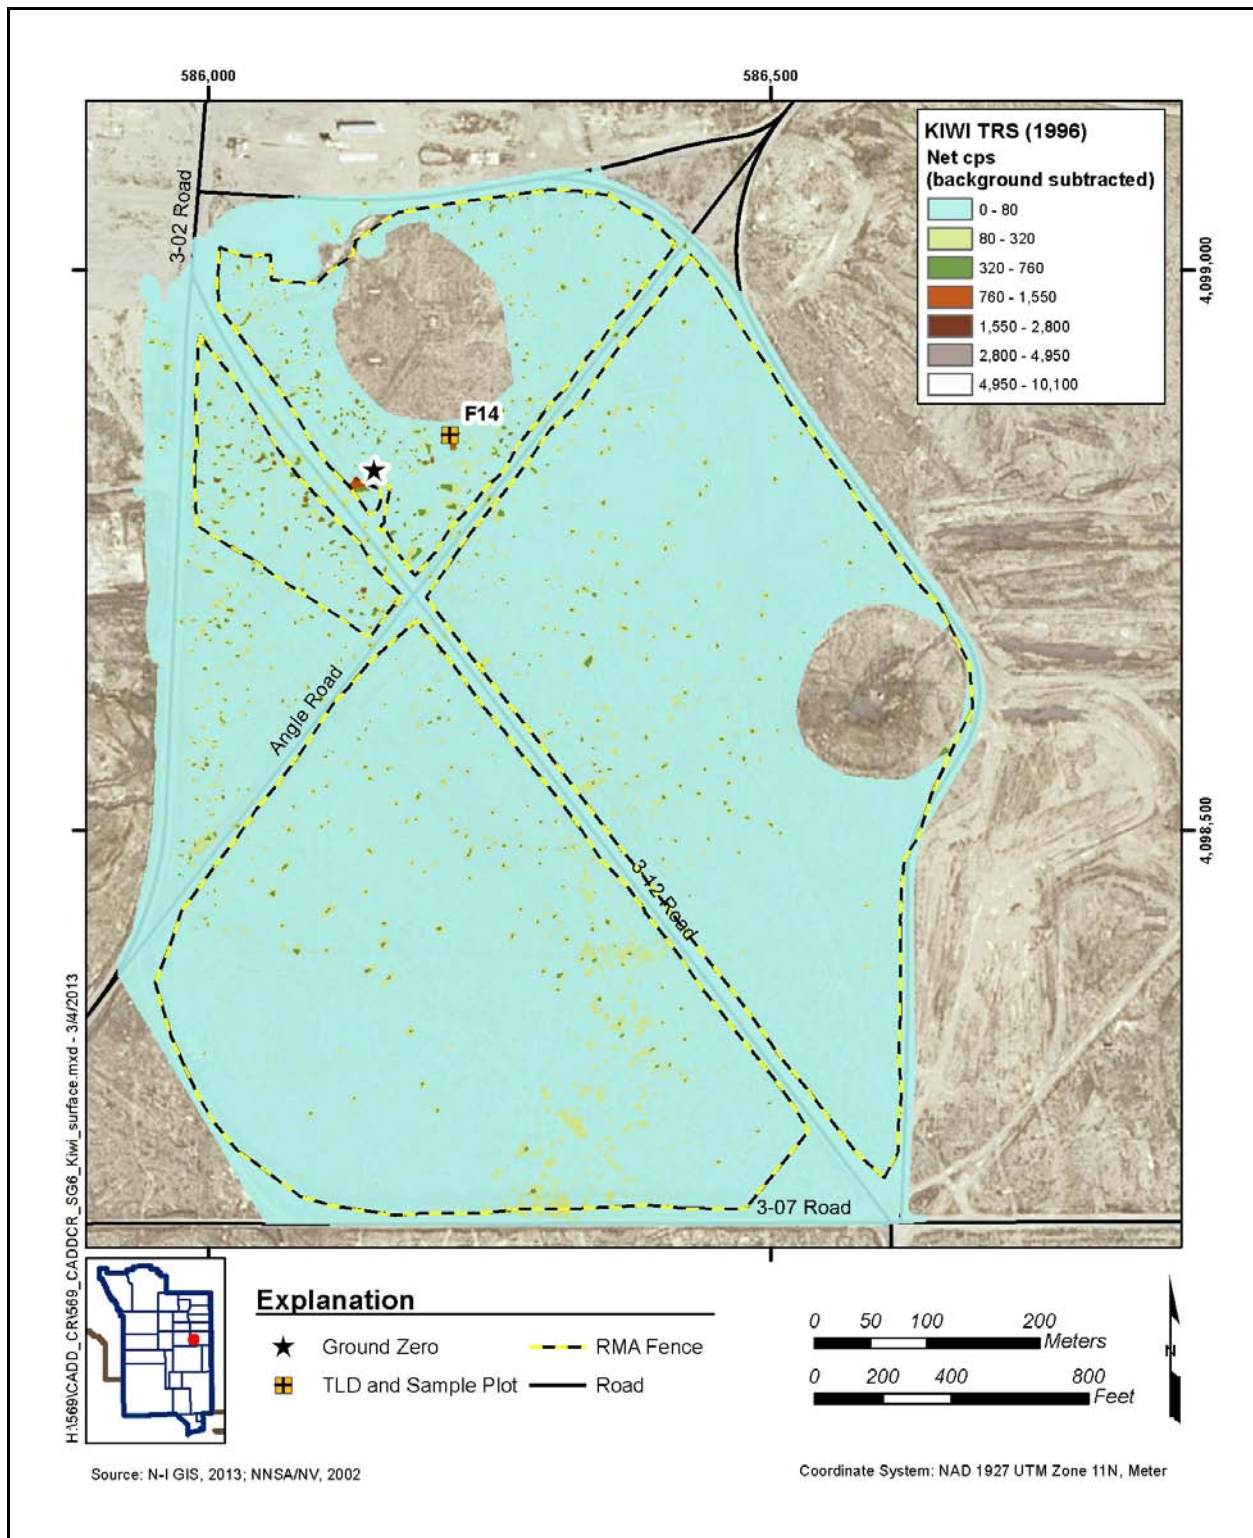 586,000
586,500
KIWI TRS (1996)
Net cps
(background subtracted)
0 - 80
80 - 320
320 - 760
760 - 1,550
1,550 - 2,800
2,800 - 4,950
4,950 - 10,100
3-02 Road
4,099,000
F14
Angle Road
4,098,500
3-12 Road
3-07 Road
H:\569\CADD_CR\569_CADDCR_SG6_Kiwi_surface.mxd - 3/4/2013
Explanation
Ground Zero
RMA Fence
TLD and Sample Plot
Road
0 50 100 200
Meters
0 200 400 800
Feet
N
Source: N-I GIS, 2013; NNSA/NV, 2002
Coordinate System: NAD 1927 UTM Zone 11N, Meter